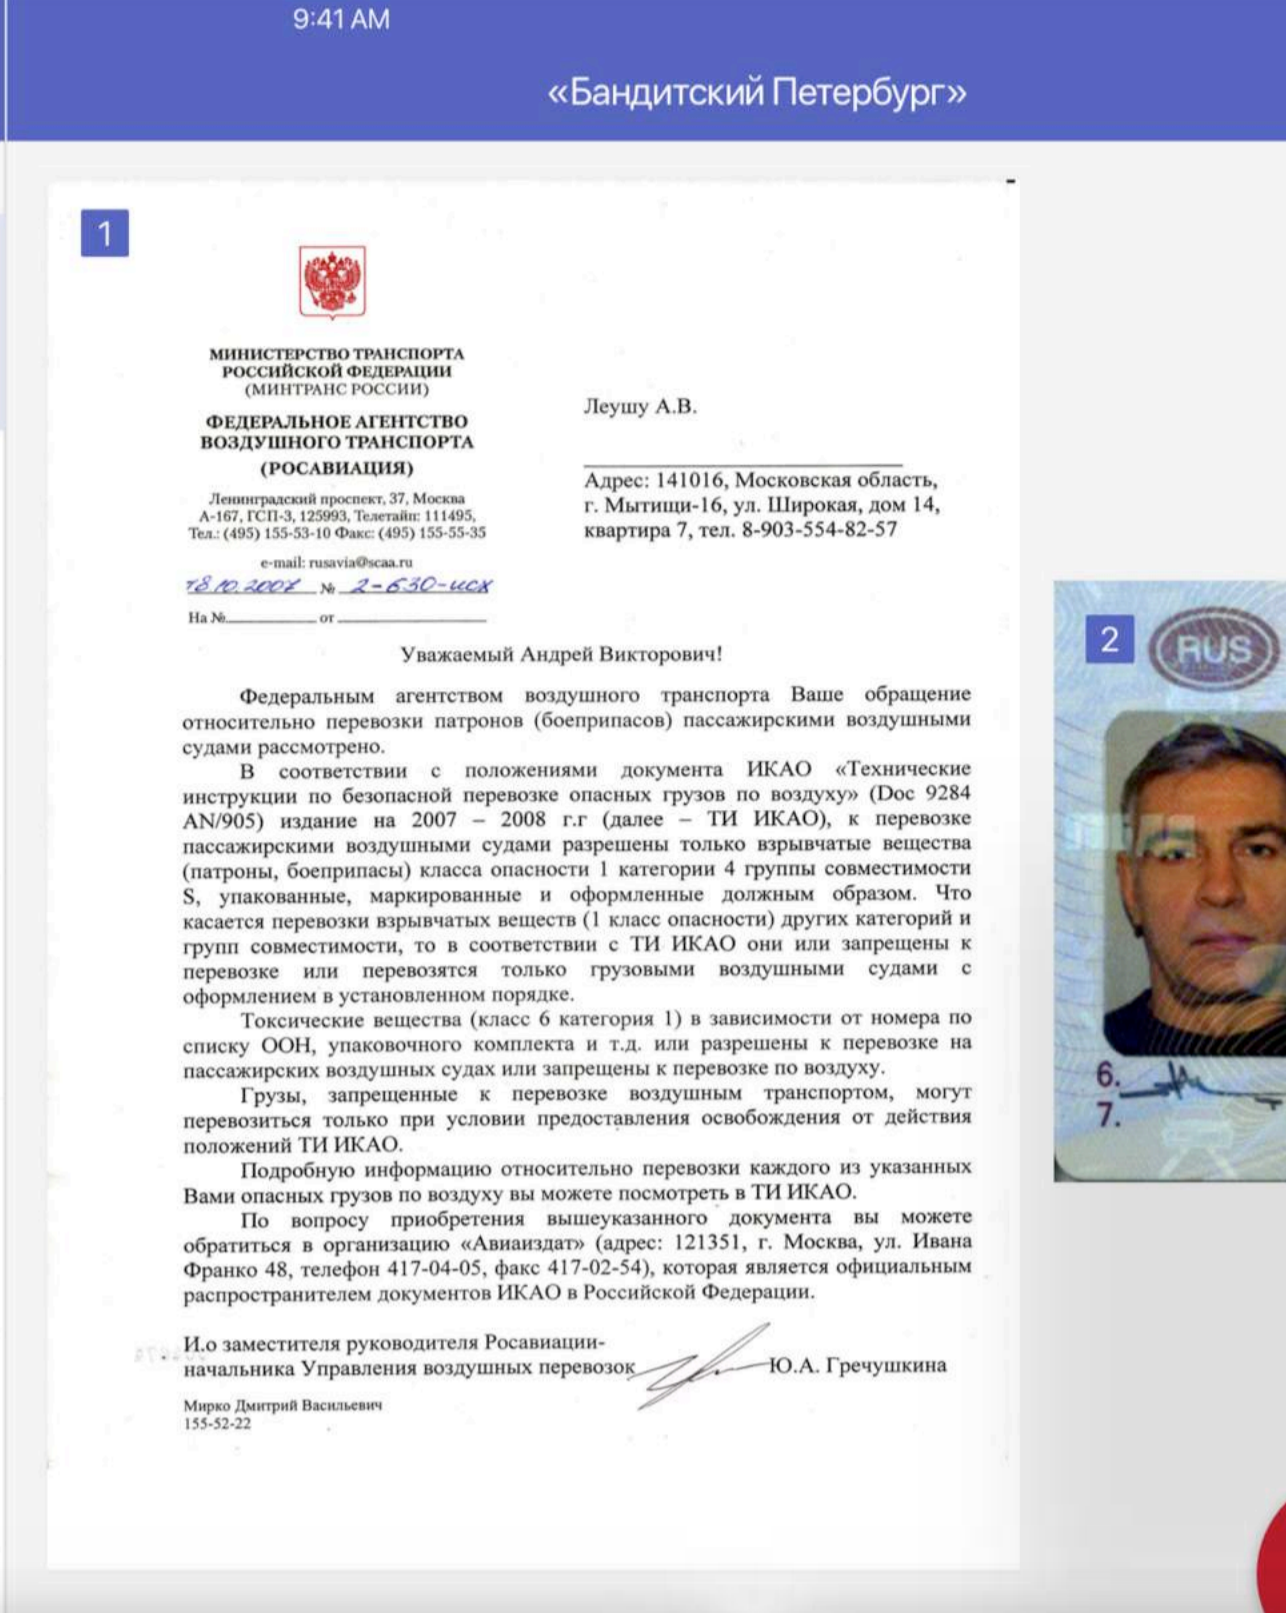 9:41 AM
«Бандитский Петербург»
1
МИНИСТЕРСТВО ТРАНСПОРТА
РОССИЙСКОЙ ФЕДЕРАЦИИ
(МИНТРАНС РОССИИ)
ФЕДЕРАЛЬНОЕ АГЕНТСТВО
ВОЗДУШНОГО ТРАНСПОРТА
(РОСАВИАЦИЯ)
Ленинградский проспект, 37, Москва
А-167, ГСП-3, 125993, Телетайп: 111495,
Тел.: (495) 155-53-10 Факс: (495) 155-55-35
e-mail: rusavia@scaa.ru
18.10.2007 № 2-630-исх
На № от
Леушу А.В.
Адрес: 141016, Московская область,
г. Мытищи-16, ул. Широкая, дом 14,
квартира 7, тел. 8-903-554-82-57
Уважаемый Андрей Викторович!
Федеральным агентством воздушного транспорта Ваше обращение
относительно перевозки патронов (боеприпасов) пассажирскими воздушными
судами рассмотрено.
В соответствии с положениями документа ИКАО «Технические
инструкции по безопасной перевозке опасных грузов по воздуху» (Doc 9284
AN/905) издание на 2007 – 2008 г.г (далее – ТИ ИКАО), к перевозке
пассажирскими воздушными судами разрешены только взрывчатые вещества
(патроны, боеприпасы) класса опасности 1 категории 4 группы совместимости
S, упакованные, маркированные и оформленные должным образом. Что
касается перевозки взрывчатых веществ (1 класс опасности) других категорий и
групп совместимости, то в соответствии с ТИ ИКАО они или запрещены к
перевозке или перевозятся только грузовыми воздушными судами с
оформлением в установленном порядке.
Токсические вещества (класс 6 категория 1) в зависимости от номера по
списку ООН, упаковочного комплекта и т.д. или разрешены к перевозке на
пассажирских воздушных судах или запрещены к перевозке по воздуху.
Грузы, запрещенные к перевозке воздушным транспортом, могут
перевозиться только при условии предоставления освобождения от действия
положений ТИ ИКАО.
Подробную информацию относительно перевозки каждого из указанных
Вами опасных грузов по воздуху вы можете посмотреть в ТИ ИКАО.
По вопросу приобретения вышеуказанного документа вы можете
обратиться в организацию «Авиаиздат» (адрес: 121351, г. Москва, ул. Ивана
Франко 48, телефон 417-04-05, факс 417-02-54), которая является официальным
распространителем документов ИКАО в Российской Федерации.
И.о заместителя руководителя Росавиации-
начальника Управления воздушных перевозок Ю.А. Гречушкина
Мирко Дмитрий Васильевич
155-52-22
2
RUS
6.
7.